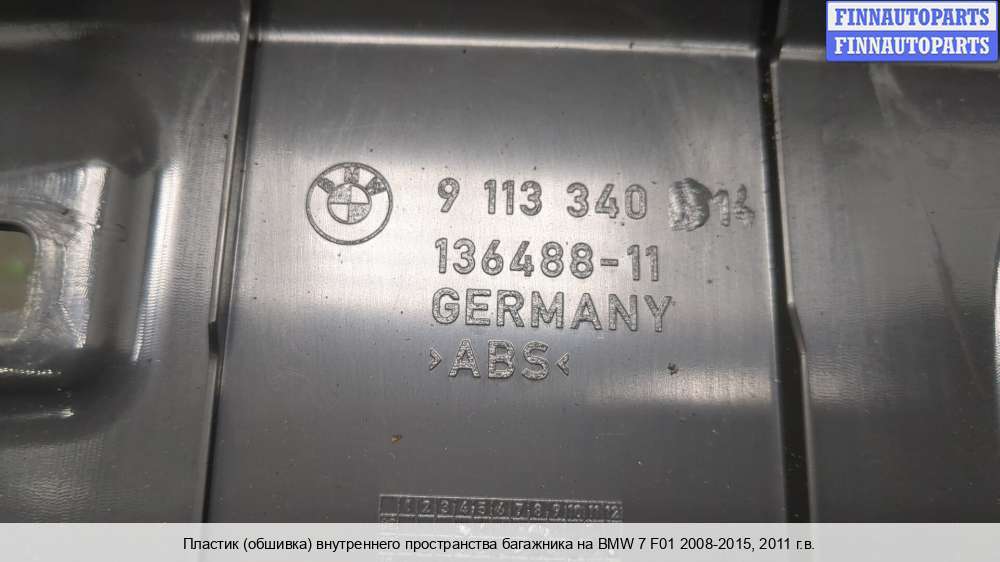 FINNAUTOPARTS
FINNAUTOPARTS
9 113 340 14
136488-11
GERMANY
>ABS<
1 2 3 4 5 6 7 8 9 10 11 12
Пластик (обшивка) внутреннего пространства багажника на BMW 7 F01 2008-2015, 2011 г.в.